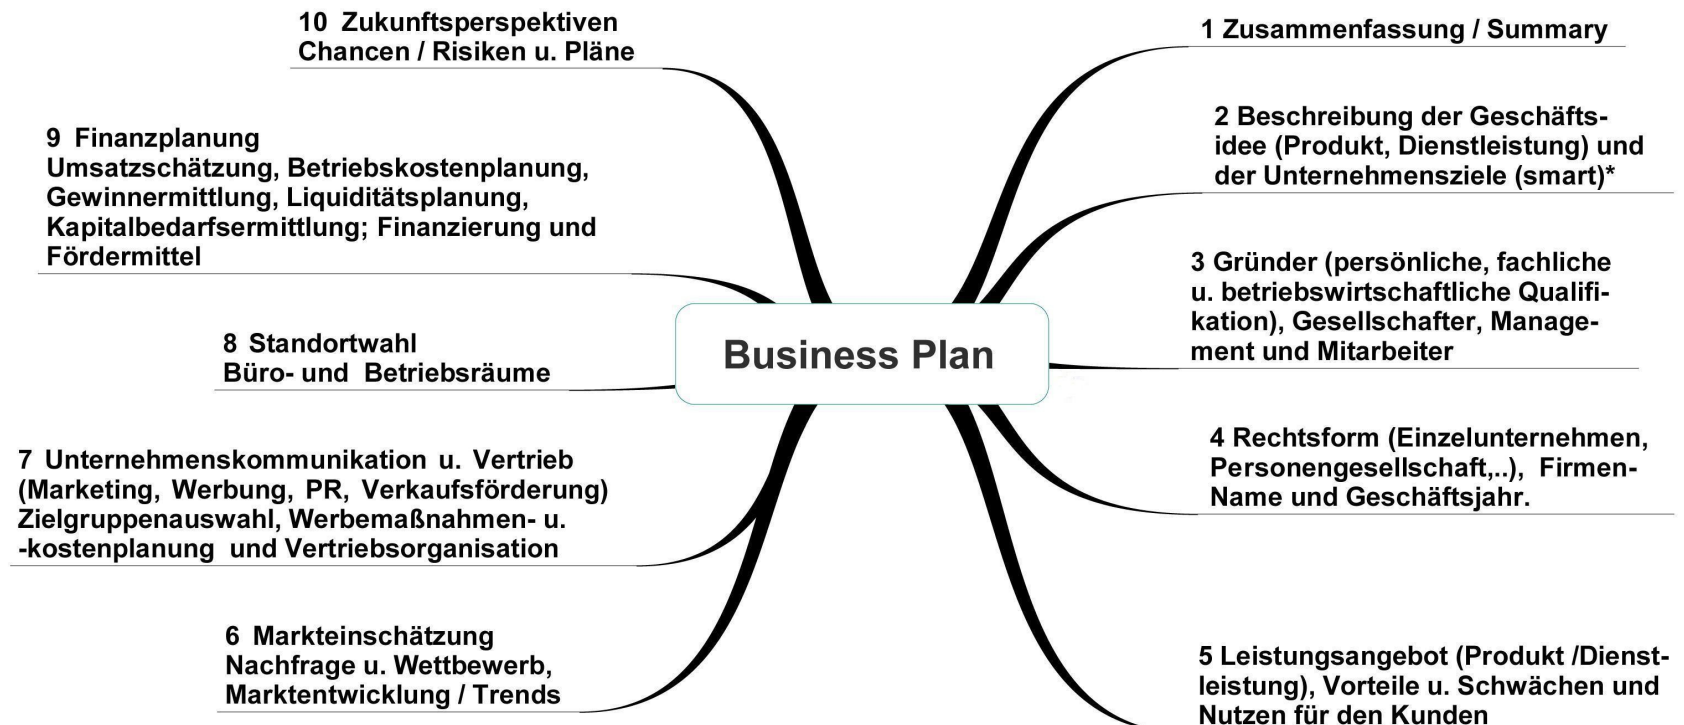 Business Plan
1 Zusammenfassung / Summary
2 Beschreibung der Geschäfts-
idee (Produkt, Dienstleistung) und
der Unternehmensziele (smart)*
3 Gründer (persönliche, fachliche
u. betriebswirtschaftliche Qualifi-
kation), Gesellschafter, Manage-
ment und Mitarbeiter
4 Rechtsform (Einzelunternehmen,
Personengesellschaft,..), Firmen-
Name und Geschäftsjahr.
5 Leistungsangebot (Produkt /Dienst-
leistung), Vorteile u. Schwächen und
Nutzen für den Kunden
6 Markteinschätzung
Nachfrage u. Wettbewerb,
Marktentwicklung / Trends
7 Unternehmenskommunikation u. Vertrieb
(Marketing, Werbung, PR, Verkaufsförderung)
Zielgruppenauswahl, Werbemaßnahmen- u.
-kostenplanung und Vertriebsorganisation
8 Standortwahl
Büro- und Betriebsräume
9 Finanzplanung
Umsatzschätzung, Betriebskostenplanung,
Gewinnermittlung, Liquiditätsplanung,
Kapitalbedarfsermittlung; Finanzierung und
Fördermittel
10 Zukunftsperspektiven
Chancen / Risiken u. Pläne